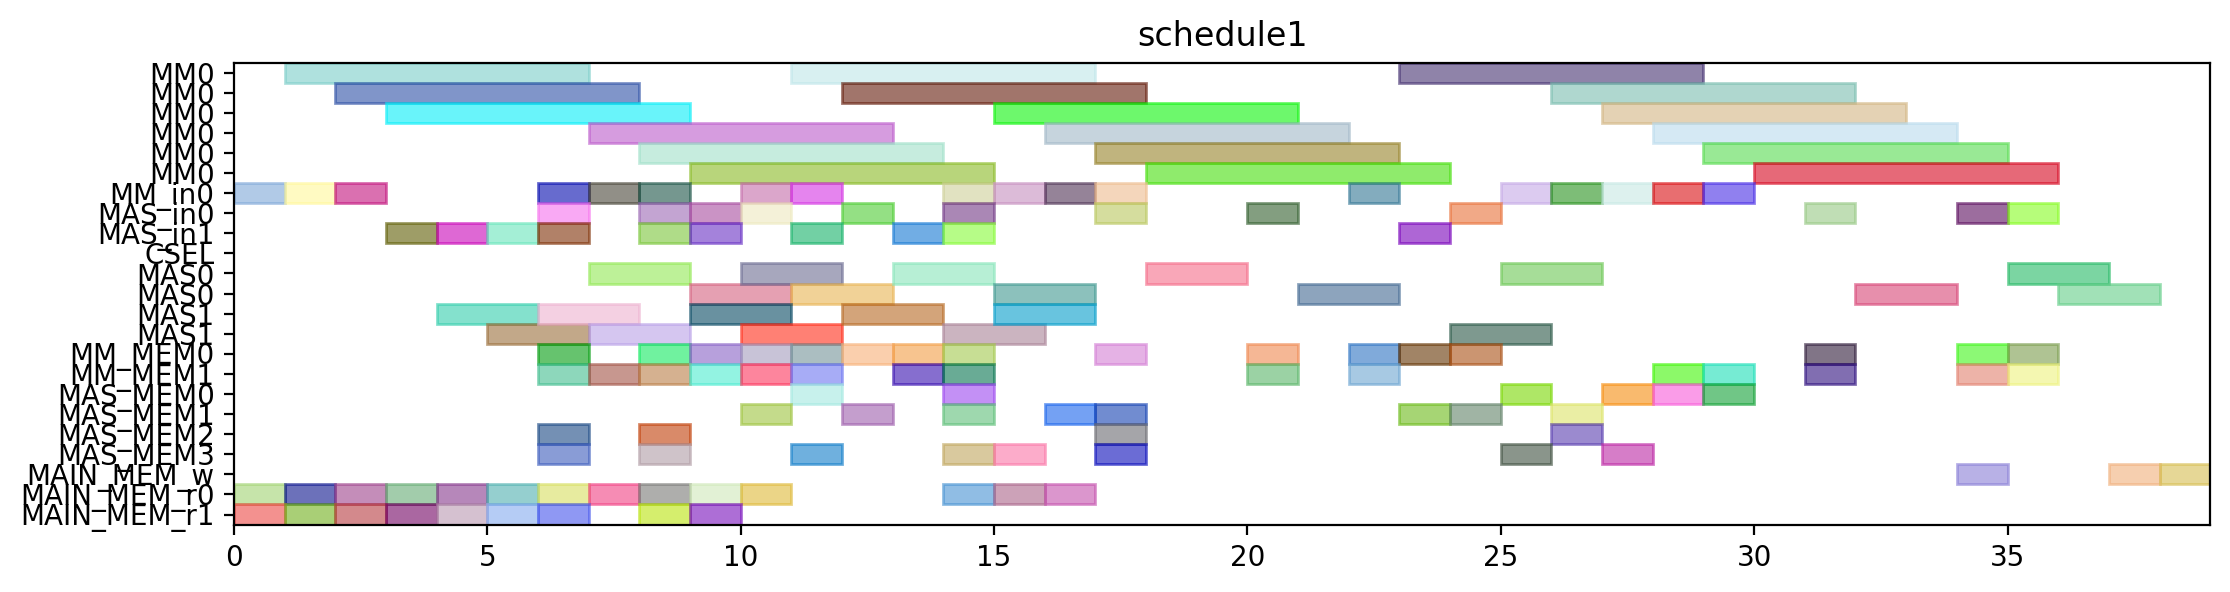 schedule1
MM0
MM0
MM0
MM0
MM0
MM0
MM_in0
MAS_in0
MAS_in1
CSEL
MAS0
MAS0
MAS1
MAS1
MM_MEM0
MM_MEM1
MAS_MEM0
MAS_MEM1
MAS_MEM2
MAS_MEM3
MAIN_MEM_w
MAIN_MEM_r0
MAIN_MEM_r1
0 5 10 15 20 25 30 35